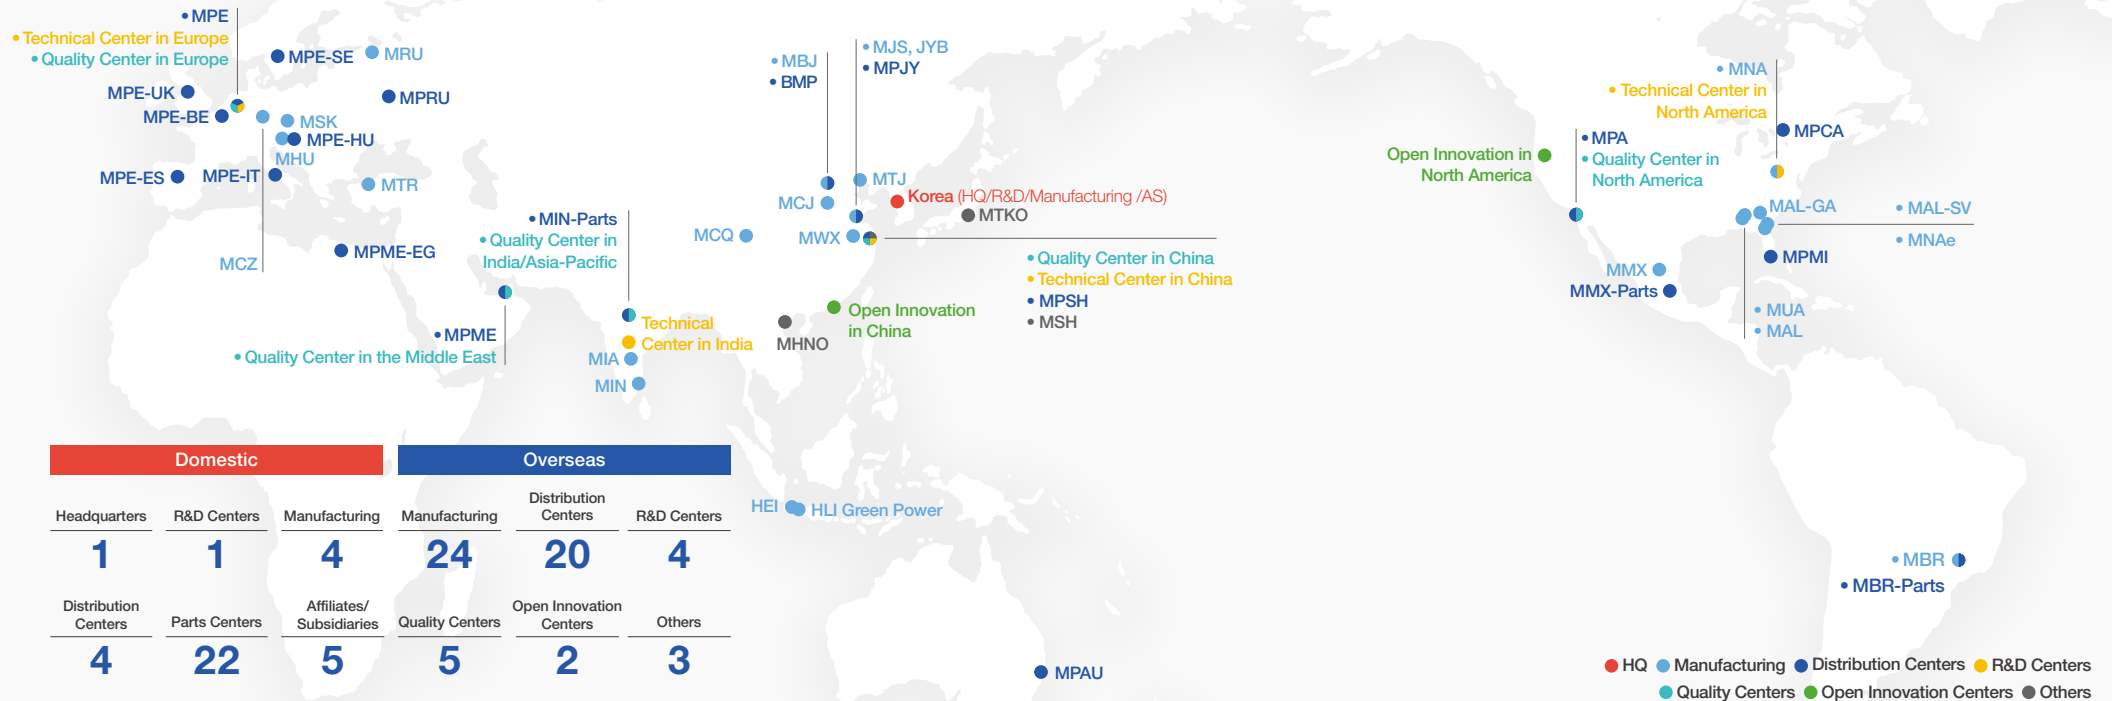 • MPE
• Technical Center in Europe
• Quality Center in Europe
MPE-SE
MRU
MPE-UK
MPRU
MPE-BE
MSK
MPE-HU
MHU
MPE-ES
MPE-IT
MTR
MPME-EG
MCZ
• MIN-Parts
• Quality Center in
India/Asia-Pacific
• MPME
• Quality Center in the Middle East
Technical
Center in India
MIA
MIN
• MBJ
• BMP
• MJS, JYB
• MPJY
MTJ
MCJ
Korea (HQ/R&D/Manufacturing /AS)
MTKO
MCQ
MWX
• Quality Center in China
• Technical Center in China
• MPSH
• MSH
Open Innovation
in China
MHNO
HEI
HLI Green Power
MPAU
Open Innovation in
North America
• MPA
• Quality Center in
North America
• MNA
• Technical Center in
North America
MPCA
MAL-GA
• MAL-SV
• MNAe
MPMI
MMX
MMX-Parts
• MUA
• MAL
• MBR
• MBR-Parts
Domestic
Headquarters
1
R&D Centers
1
Manufacturing
4
Distribution
Centers
4
Parts Centers
22
Affiliates/
Subsidiaries
5
Overseas
Manufacturing
24
Distribution
Centers
20
R&D Centers
4
Quality Centers
5
Open Innovation
Centers
2
Others
3
HQ Manufacturing Distribution Centers R&D Centers
Quality Centers Open Innovation Centers Others